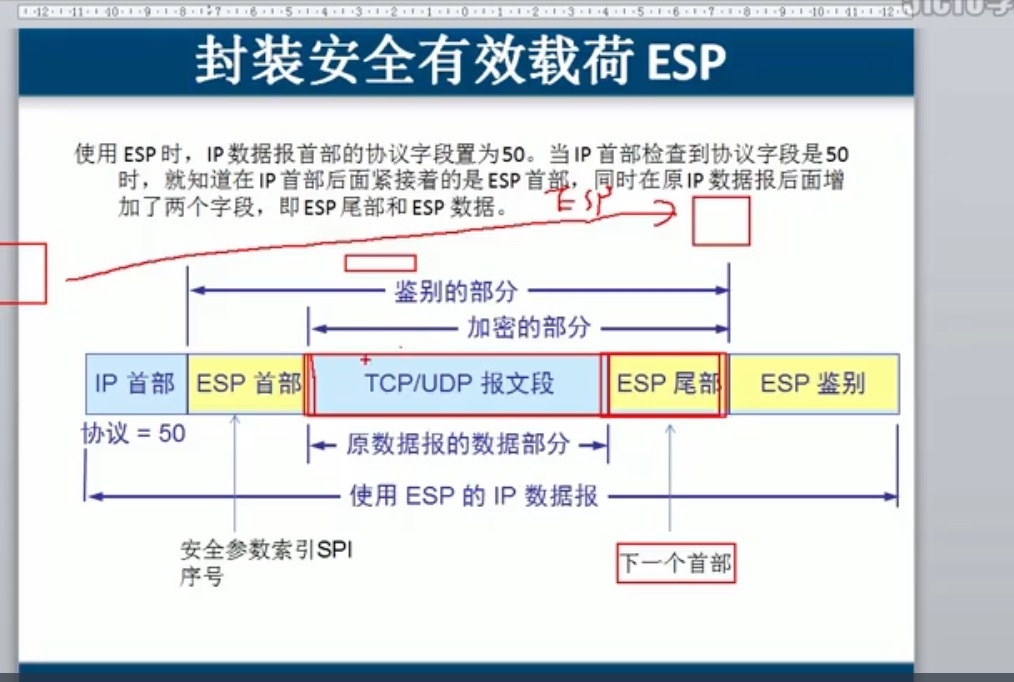 封装安全有效载荷 ESP
使用 ESP 时，IP 数据报首部的协议字段置为50。当 IP 首部检查到协议字段是50
时，就知道在 IP 首部后面紧接着的是 ESP 首部，同时在原 IP 数据报后面增
加了两个字段，即 ESP 尾部和 ESP 数据。
ESP
鉴别的部分
加密的部分
IP 首部 ESP 首部 TCP/UDP 报文段 ESP 尾部 ESP 鉴别
协议 = 50
原数据报的数据部分
使用 ESP 的 IP 数据报
安全参数索引SPI
序号
下一个首部